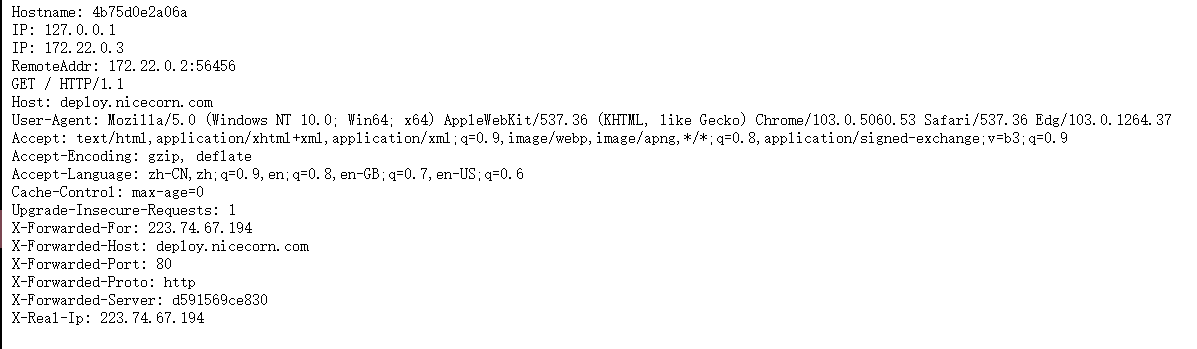 Hostname: 4b75d0e2a06a
IP: 127.0.0.1
IP: 172.22.0.3
RemoteAddr: 172.22.0.2:56456
GET / HTTP/1.1
Host: deploy.nicecorn.com
User-Agent: Mozilla/5.0 (Windows NT 10.0; Win64; x64) AppleWebKit/537.36 (KHTML, like Gecko) Chrome/103.0.5060.53 Safari/537.36 Edg/103.0.1264.37
Accept: text/html,application/xhtml+xml,application/xml;q=0.9,image/webp,image/apng,*/*;q=0.8,application/signed-exchange;v=b3;q=0.9
Accept-Encoding: gzip, deflate
Accept-Language: zh-CN,zh;q=0.9,en;q=0.8,en-GB;q=0.7,en-US;q=0.6
Cache-Control: max-age=0
Upgrade-Insecure-Requests: 1
X-Forwarded-For: 223.74.67.194
X-Forwarded-Host: deploy.nicecorn.com
X-Forwarded-Port: 80
X-Forwarded-Proto: http
X-Forwarded-Server: d591569ce830
X-Real-Ip: 223.74.67.194